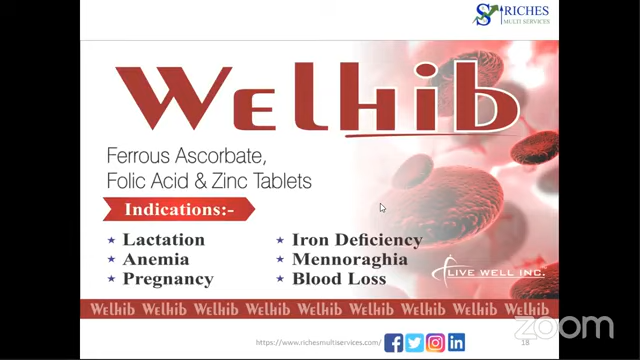 S RICHES
MULTI SERVICES
Welhib
Ferrous Ascorbate,
Folic Acid & Zinc Tablets
Indications:-
★ Lactation
★ Anemia
★ Pregnancy
★ Iron Deficiency
★ Mennoraghia
★ Blood Loss
LIVE WELL INC.
Welhib Welhib Welhib Welhib Welhib Welhib Welhib Welhib Welhib
https://www.richesmultiservices.com/
18
zoom